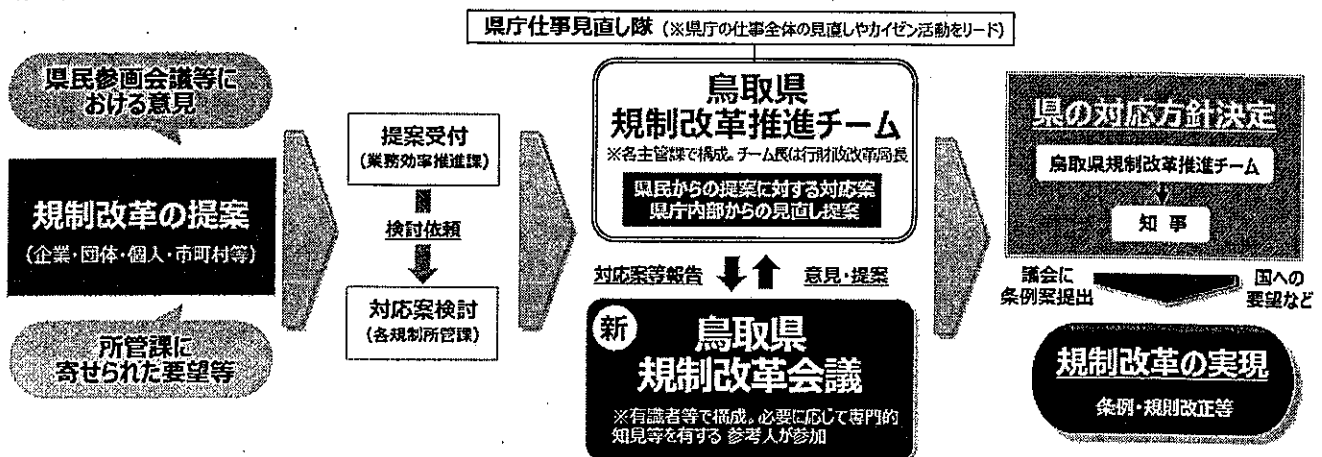 県庁仕事見直し隊（※県庁の仕事全体の見直しやカイゼン活動をリード）
県民参画会議等に
おける意見
規制改革の提案
（企業・団体・個人・市町村等）
所管課に
寄せられた要望等
提案受付
（業務効率推進課）
検討依頼
対応案検討
（各規制所管課）
鳥取県
規制改革推進チーム
※各主管課で構成。チーム長は行財政改革局長
県民からの提案に対する対応案
県庁内部からの見直し提案
対応案等報告
意見・提案
新
鳥取県
規制改革会議
※有識者等で構成。必要に応じて専門的
知見等を有する 参考人が参加
県の対応方針決定
鳥取県規制改革推進チーム
知事
議会に
条例案提出
国への
要望など
規制改革の実現
条例・規則改正等